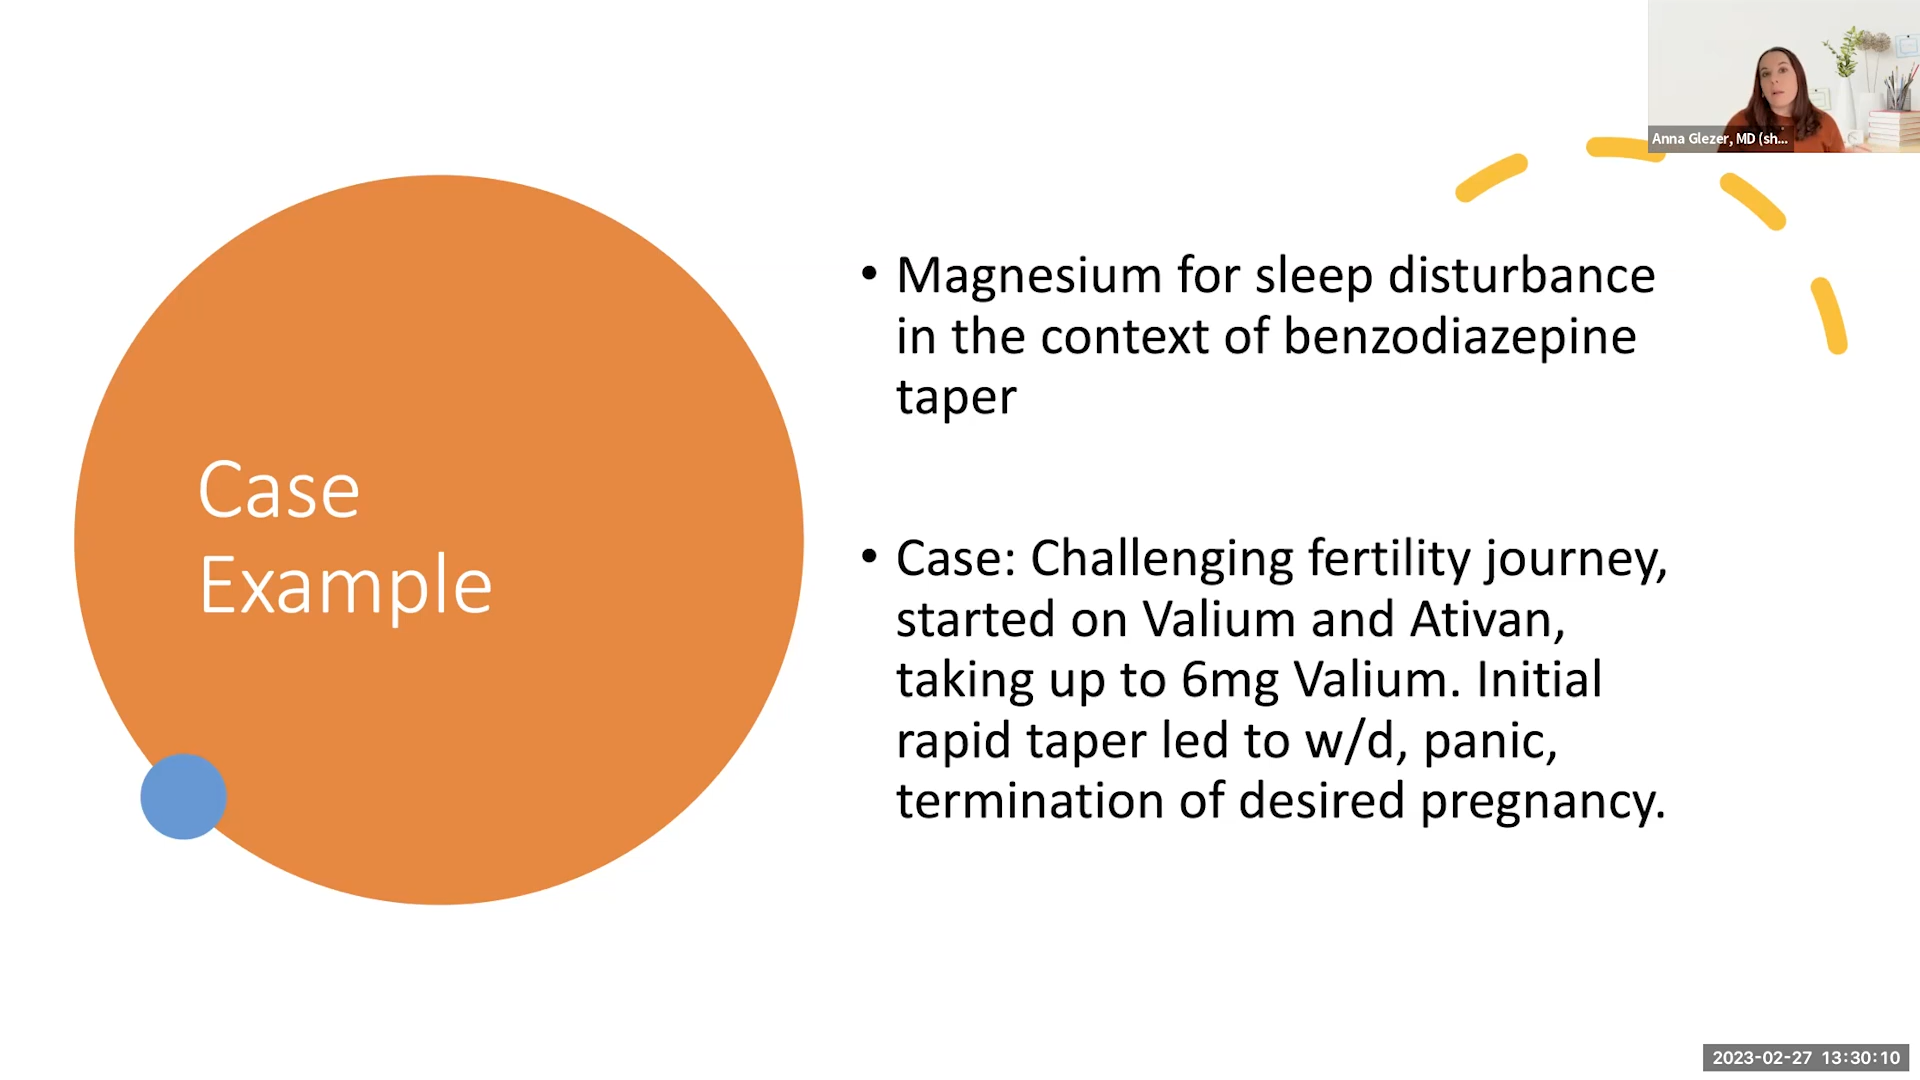 Anna Glezer, MD (sh...
• Magnesium for sleep disturbance
in the context of benzodiazepine
taper
Case
Example
• Case: Challenging fertility journey,
started on Valium and Ativan,
taking up to 6mg Valium. Initial
rapid taper led to w/d, panic,
termination of desired pregnancy.
2023-02-27 13:30:10